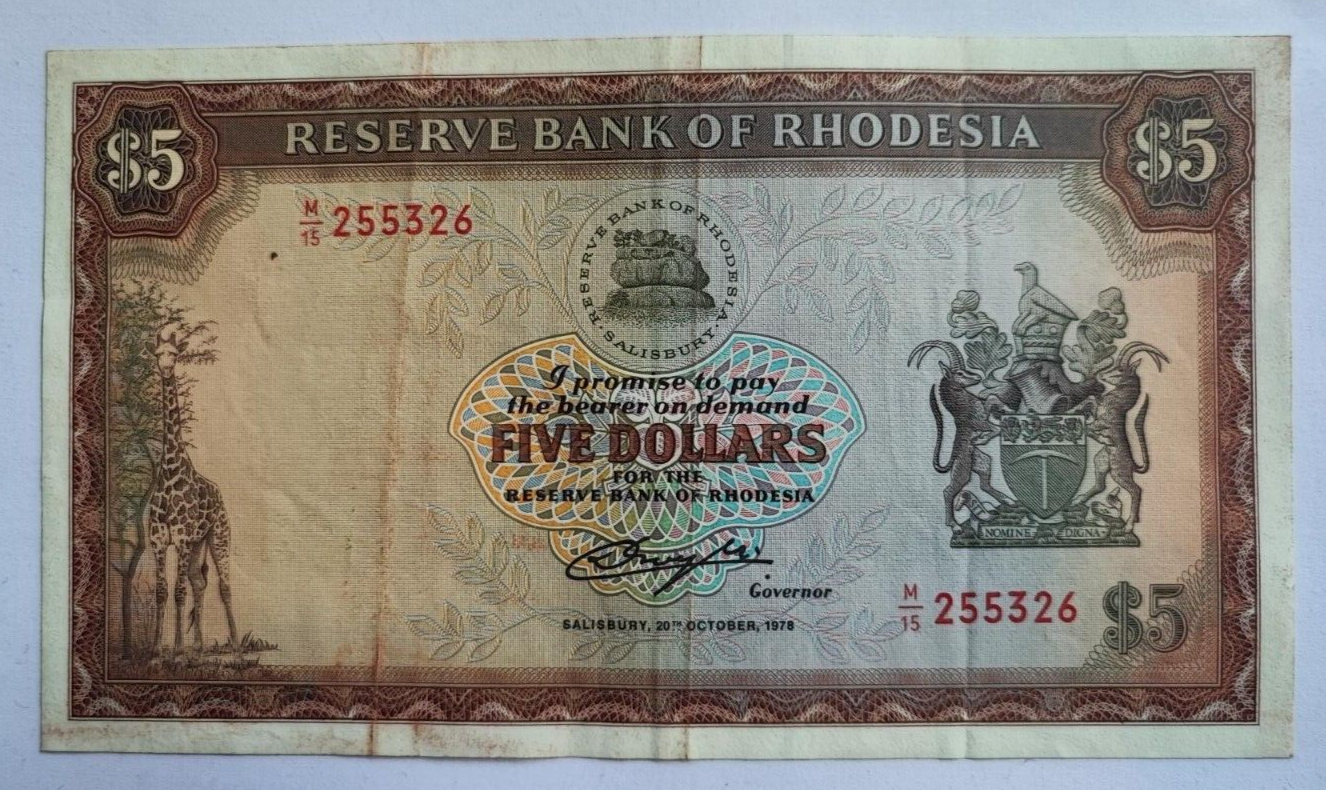 $5
RESERVE BANK OF RHODESIA
$5
M/15 255326
RESERVE BANK OF RHODESIA
· SALISBURY ·
I promise to pay
the bearer on demand
FIVE DOLLARS
FOR THE
RESERVE BANK OF RHODESIA
Governor
SALISBURY, 20TH OCTOBER, 1978
SIT NOMINE DIGNA
M/15 255326
$5